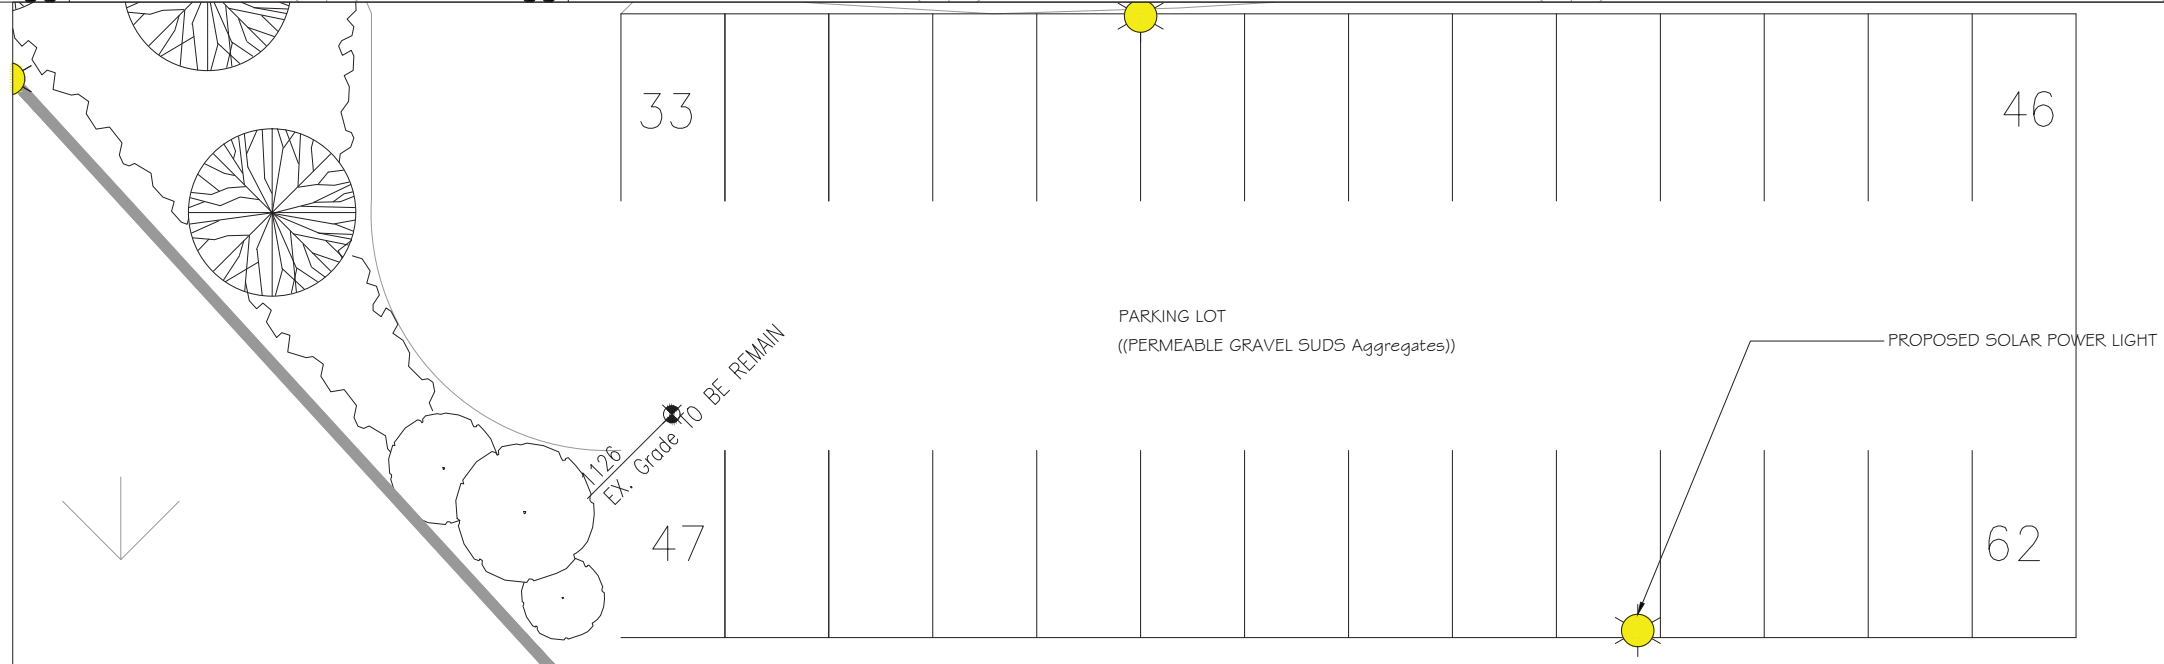 33
46
PARKING LOT
((PERMEABLE GRAVEL SUDS Aggregates))
PROPOSED SOLAR POWER LIGHT
1126
EX. Grade TO BE REMAIN
47
62